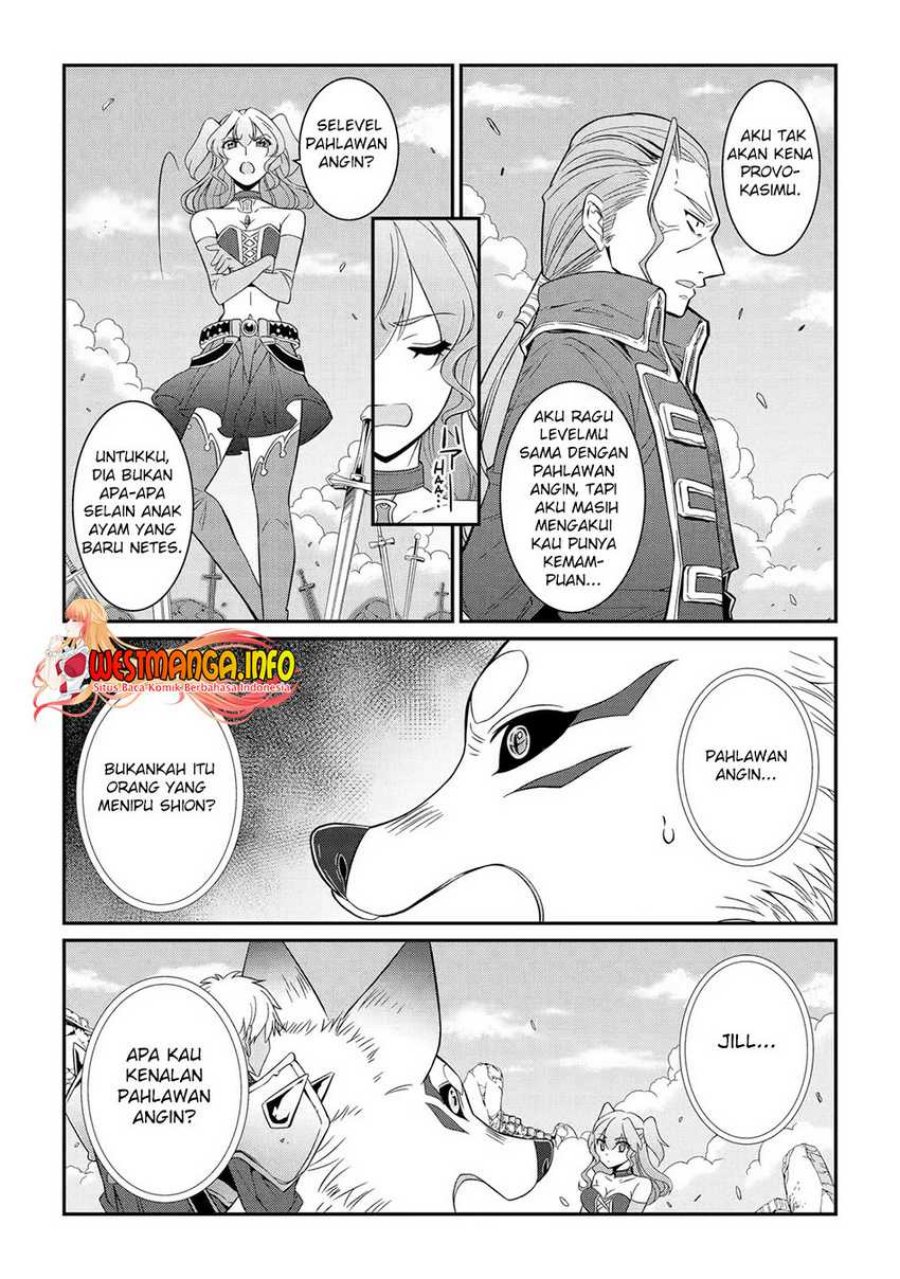 AKU TAK
AKAN KENA
PROVO-
KASIMU.
AKU RAGU
LEVELMU
SAMA DENGAN
PAHLAWAN
ANGIN, TAPI
AKU MASIH
MENGAKUI
KAU PUNYA
KEMAM-
PUAN...
ハァ
HAA...
SELEVEL
PAHLAWAN
ANGIN?
UNTUKKU,
DIA BUKAN
APA-APA
SELAIN ANAK
AYAM YANG
BARU NETES.
WESTMANGA.INFO
Situs Baca Komik Berbahasa Indonesia
PAHLAWAN
ANGIN...
BUKANKAH ITU
ORANG YANG
MENIPU SHION?
JILL...
APA KAU
KENALAN
PAHLAWAN
ANGIN?